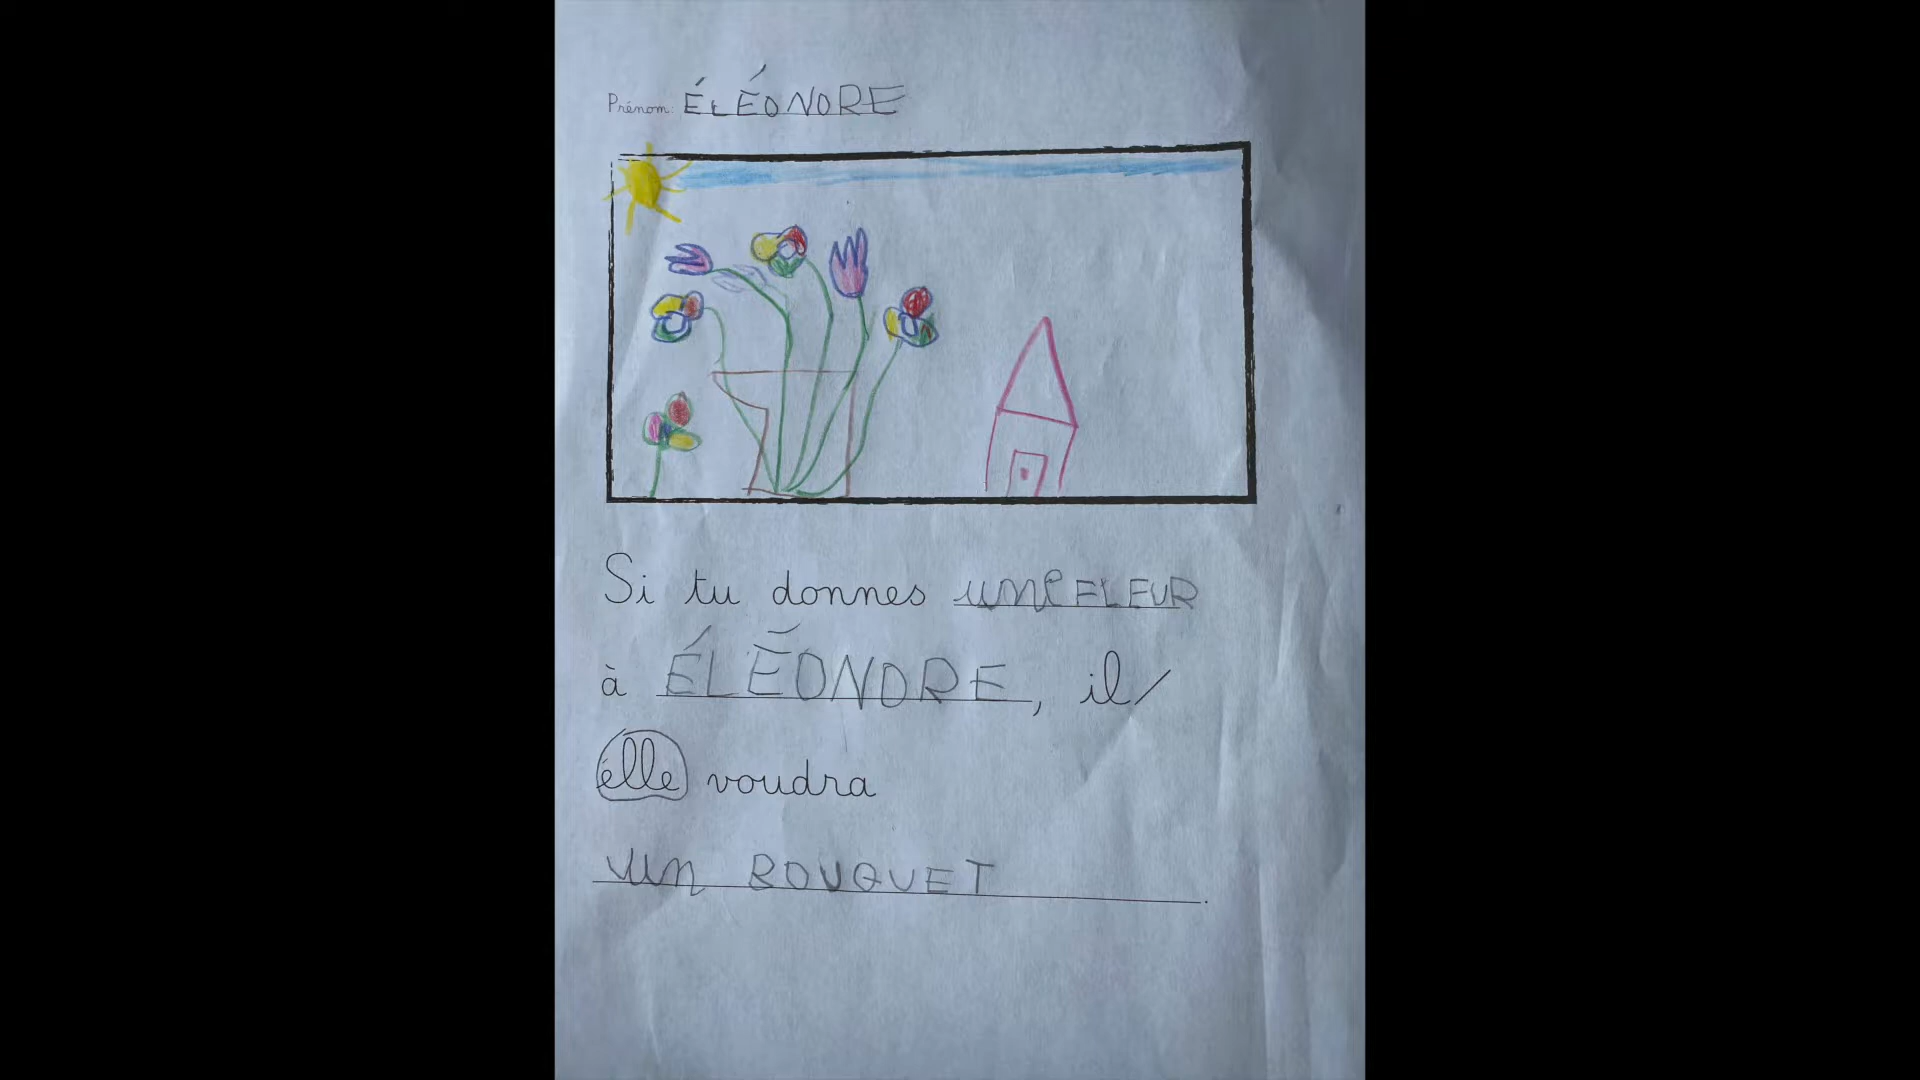 Prénom: ÉLÉONORE
Si tu donnes une FLEUR
à ÉLÉONORE, il/
elle voudra
un BOUQUET.